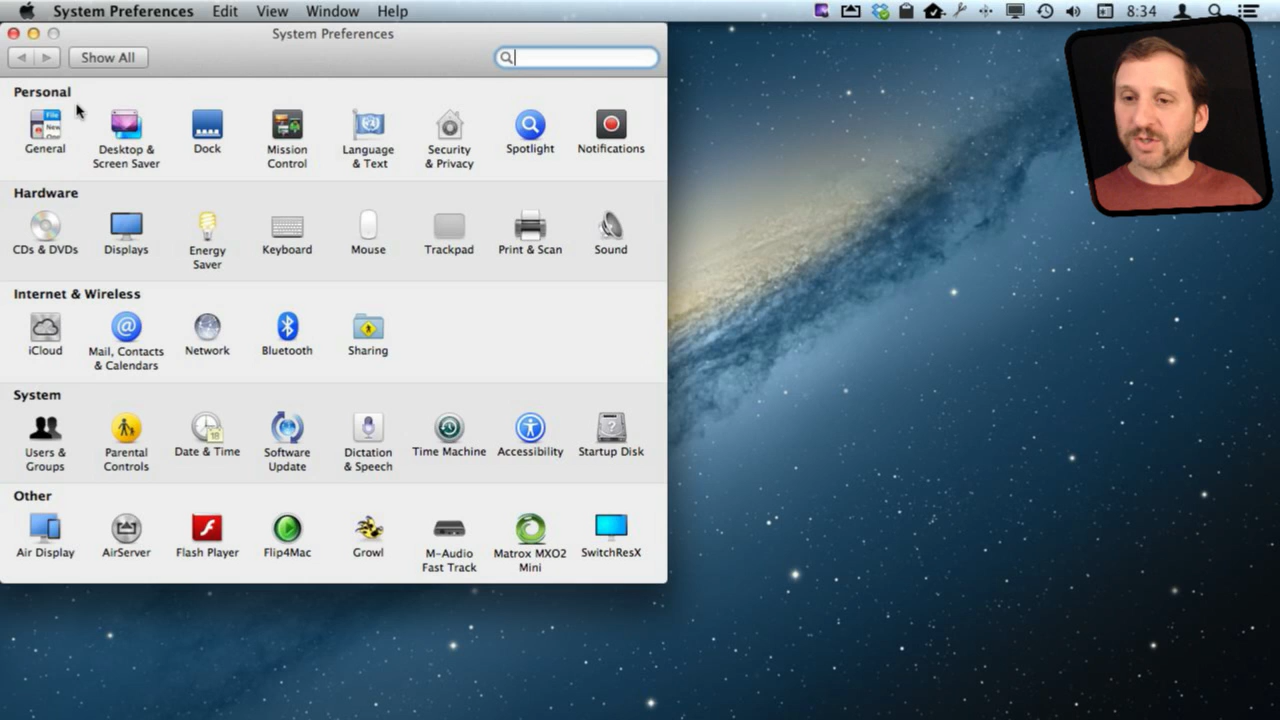 System Preferences Edit View Window Help 8:34
System Preferences
Show All
Personal
General
Desktop &
Screen Saver
Dock
Mission
Control
Language
& Text
Security
& Privacy
Spotlight
Notifications
Hardware
CDs & DVDs
Displays
Energy
Saver
Keyboard
Mouse
Trackpad
Print & Scan
Sound
Internet & Wireless
iCloud
Mail, Contacts
& Calendars
Network
Bluetooth
Sharing
System
Users &
Groups
Parental
Controls
Date & Time
Software
Update
Dictation
& Speech
Time Machine
Accessibility
Startup Disk
Other
Air Display
AirServer
Flash Player
Flip4Mac
Growl
M-Audio
Fast Track
Matrox MXO2
Mini
SwitchResX